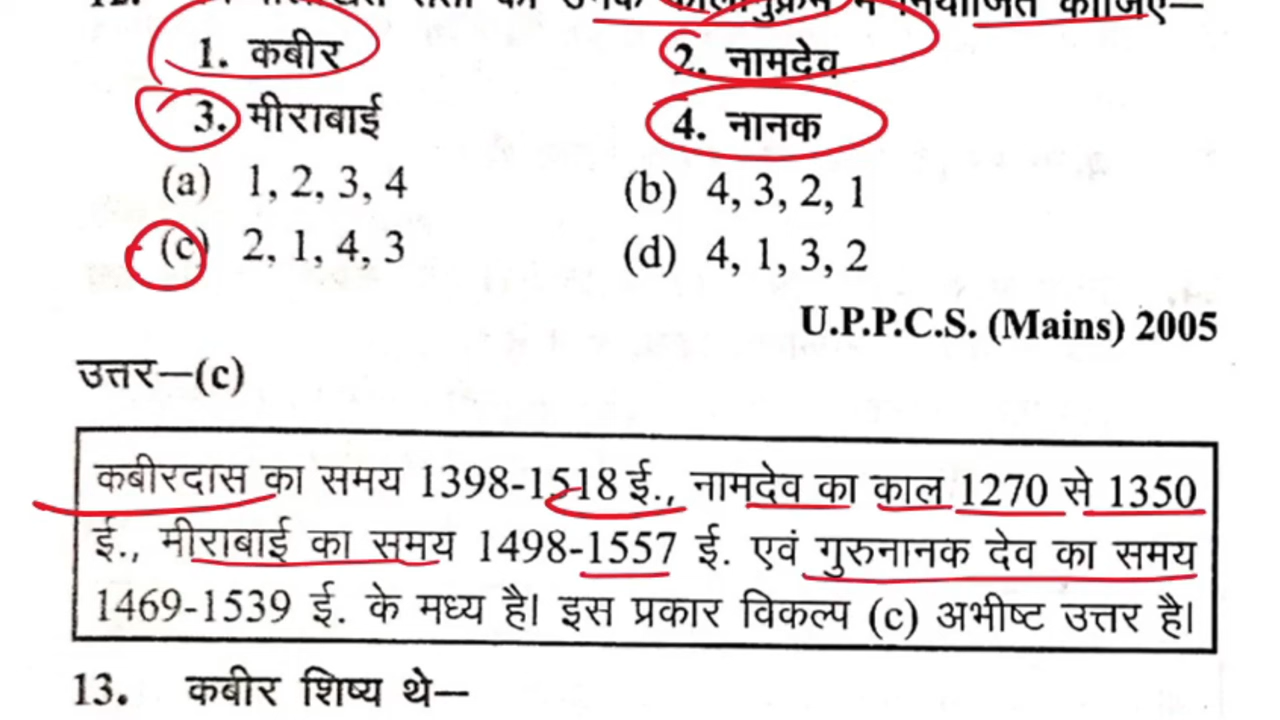 को उनके कालानुक्रम में नियोजित कीजिए–
1. कबीर 2. नामदेव
3. मीराबाई 4. नानक
(a) 1, 2, 3, 4 (b) 4, 3, 2, 1
(c) 2, 1, 4, 3 (d) 4, 1, 3, 2
U.P.P.C.S. (Mains) 2005
उत्तर–(c)
कबीरदास का समय 1398-1518 ई., नामदेव का काल 1270 से 1350
ई., मीराबाई का समय 1498-1557 ई. एवं गुरुनानक देव का समय
1469-1539 ई. के मध्य है। इस प्रकार विकल्प (c) अभीष्ट उत्तर है।
13. कबीर शिष्य थे–